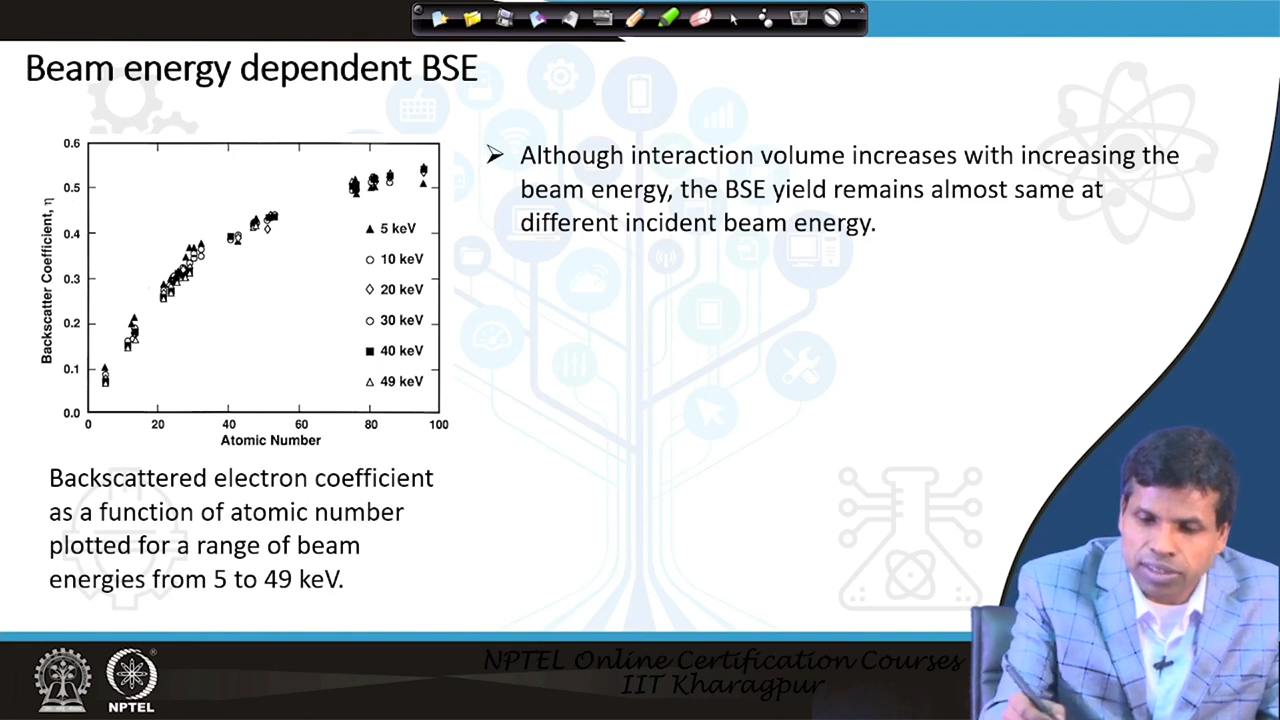 Beam energy dependent BSE
0.6
0.5
0.4
0.3
0.2
0.1
0.0
Backscatter Coefficient, η
5 keV
10 keV
20 keV
30 keV
40 keV
49 keV
0 20 40 60 80 100
Atomic Number
Backscattered electron coefficient
as a function of atomic number
plotted for a range of beam
energies from 5 to 49 keV.
➢ Although interaction volume increases with increasing the
beam energy, the BSE yield remains almost same at
different incident beam energy.
NPTEL
NPTEL Online Certification Courses
IIT Kharagpur